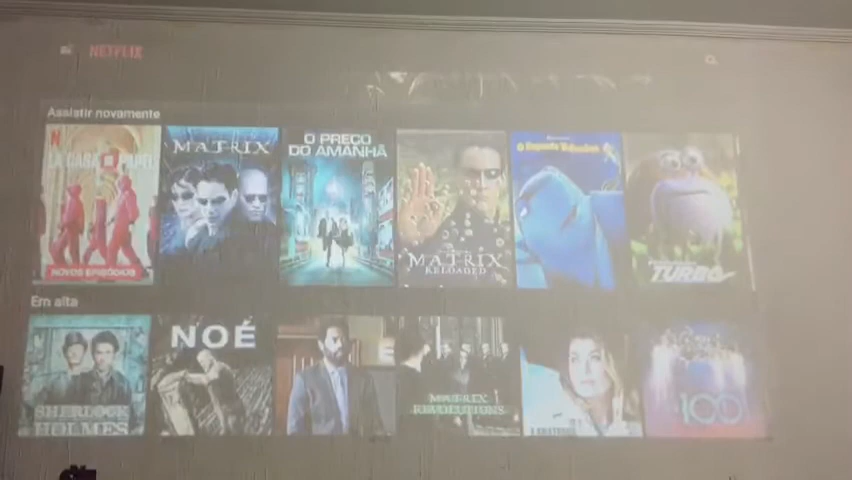 NETFLIX
Assistir novamente
N
LA CASA DE PAPEL
NOVOS EPISÓDIOS
MATRIX
O PREÇO
DO AMANHÃ
MATRIX
RELOADED
TURBO
Em alta
SHERLOCK
HOLMES
NOÉ
MATRIX
REVOLUTIONS
100